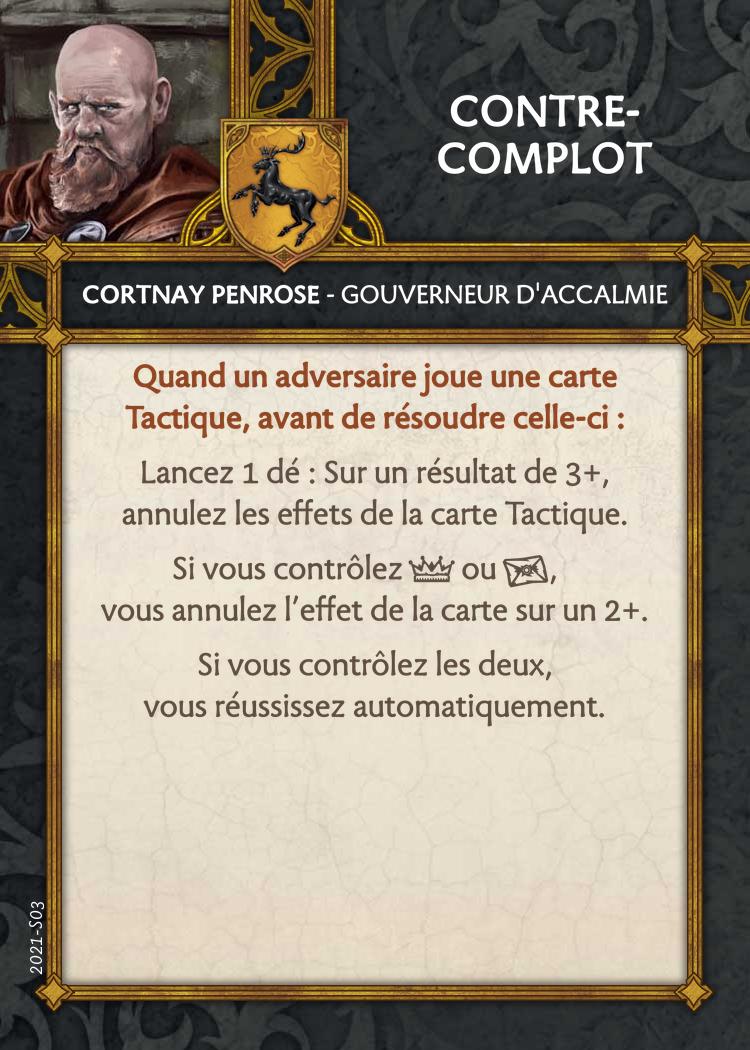 CONTRE-
COMPLOT
CORTNAY PENROSE - GOUVERNEUR D'ACCALMIE
Quand un adversaire joue une carte
Tactique, avant de résoudre celle-ci :
Lancez 1 dé : Sur un résultat de 3+,
annulez les effets de la carte Tactique.
Si vous contrôlez ou ,
vous annulez l'effet de la carte sur un 2+.
Si vous contrôlez les deux,
vous réussissez automatiquement.
2021-S03